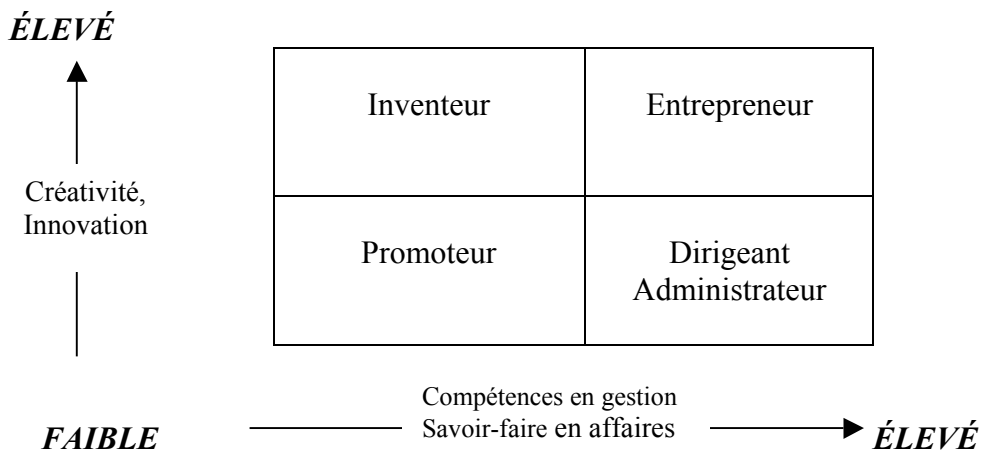 ÉLEVÉ
Inventeur
Entrepreneur
Créativité,
Innovation
Promoteur
Dirigeant
Administrateur
Compétences en gestion
Savoir-faire en affaires
FAIBLE
ÉLEVÉ